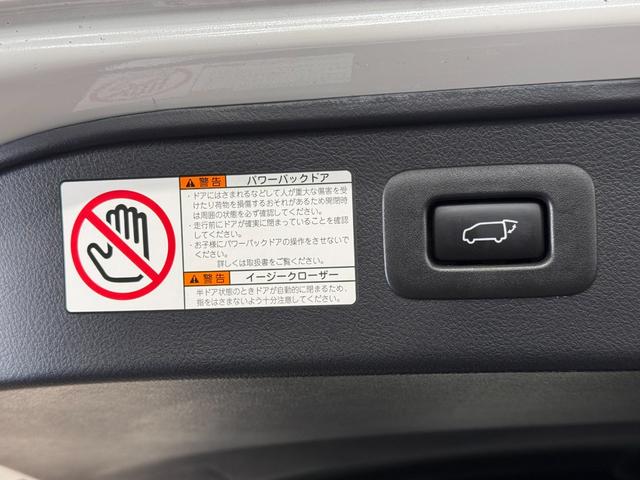 警告 パワーバックドア
・ドアにはさまれるなどして人が重大な傷害を受
けたり荷物を損傷するおそれがあるため開閉時
は周囲の状態を必ず確認してください。
・走行前にドアが確実に閉まっていることを確認
してください。
・お子様にパワーバックドアの操作をさせないで
ください。
詳しくは取扱書をご覧ください。
警告 イージークローザー
半ドア状態のときドアが自動的に閉まるため、
指をはさまないよう十分注意してください。